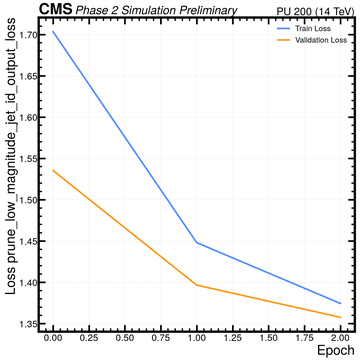 CMS Phase 2 Simulation Preliminary PU 200 (14 TeV)
Train Loss
Validation Loss
Loss prune_low_magnitude_jet_id_output_loss
1.70
1.65
1.60
1.55
1.50
1.45
1.40
1.35
0.00 0.25 0.50 0.75 1.00 1.25 1.50 1.75 2.00
Epoch